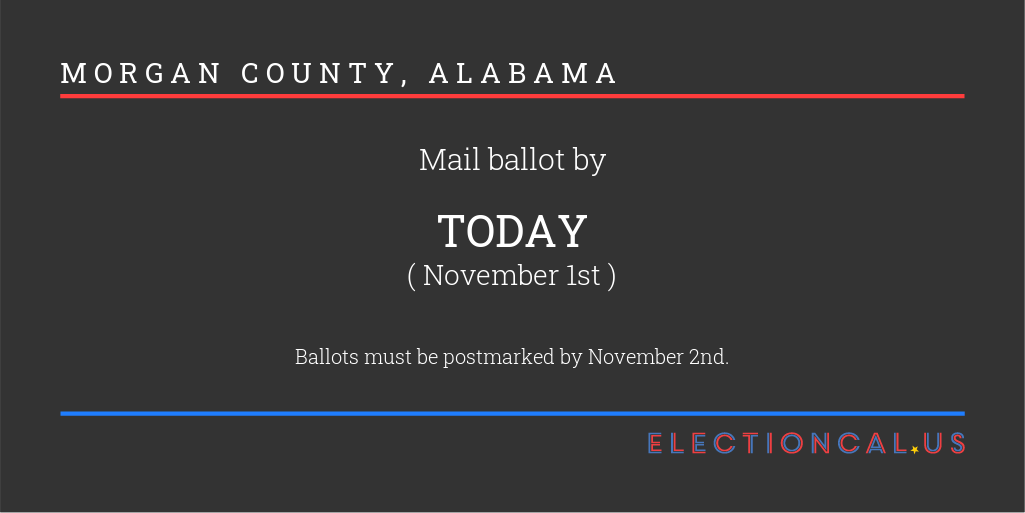 MORGAN COUNTY, ALABAMA
Mail ballot by
TODAY
( November 1st )
Ballots must be postmarked by November 2nd.
ELECTIONCAL.US